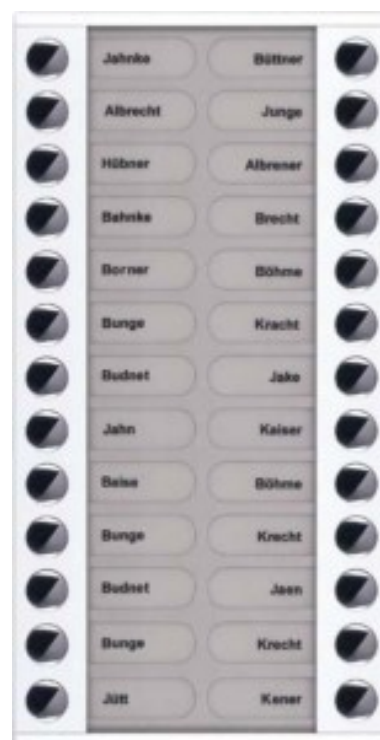 Jahnke Büttner
Albrecht Junge
Hübner Albrener
Bahnke Brecht
Borner Böhme
Bunge Kracht
Budnet Jake
Jahn Kaiser
Beise Böhme
Bunge Krecht
Budnet Jaen
Bunge Krecht
Jütt Kener